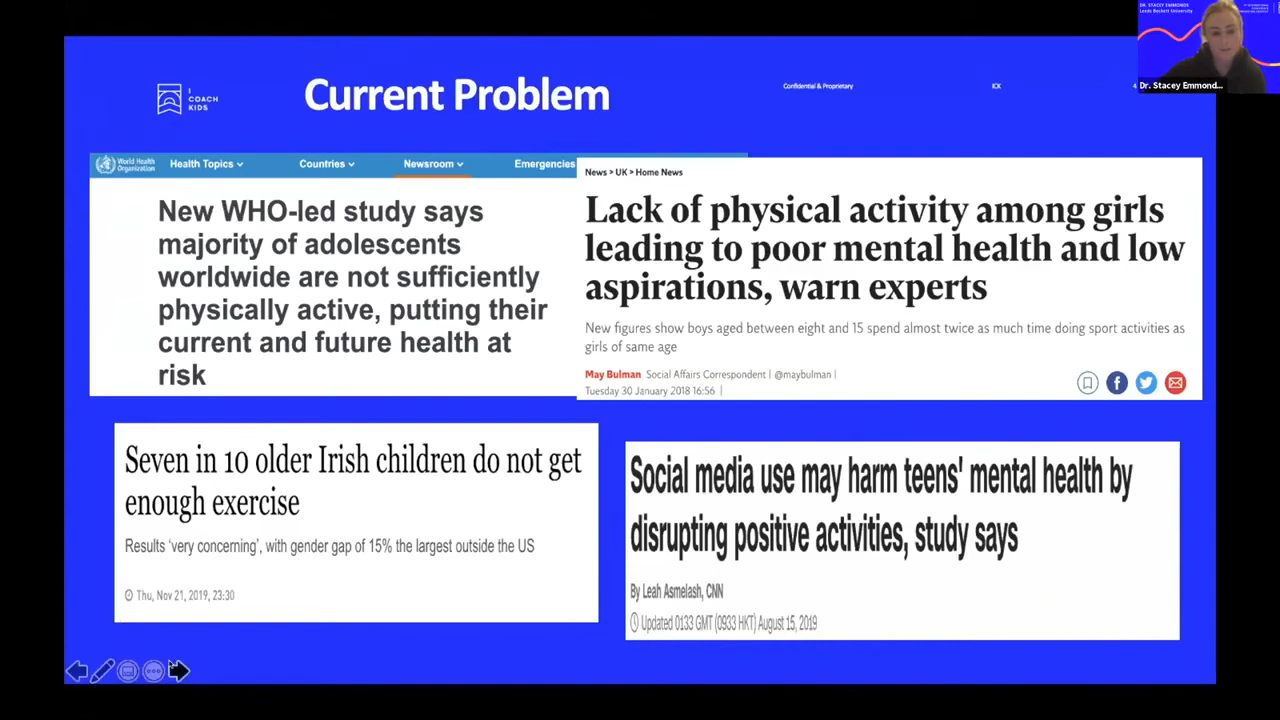 DR. STACEY EMMONDS
Leeds Beckett University
I
COACH
KIDS
Current Problem
Confidential & Proprietary
ICK
Dr. Stacey Emmond...
World Health
Organization
Health Topics
Countries
Newsroom
Emergencies
New WHO-led study says
majority of adolescents
worldwide are not sufficiently
physically active, putting their
current and future health at
risk
News > UK > Home News
Lack of physical activity among girls
leading to poor mental health and low
aspirations, warn experts
New figures show boys aged between eight and 15 spend almost twice as much time doing sport activities as
girls of same age
May Bulman Social Affairs Correspondent | @maybulman |
Tuesday 30 January 2018 16:56 |
Seven in 10 older Irish children do not get
enough exercise
Results ‘very concerning’, with gender gap of 15% the largest outside the US
Thu, Nov 21, 2019, 23:30
Social media use may harm teens' mental health by
disrupting positive activities, study says
By Leah Asmelash, CNN
Updated 0133 GMT (0933 HKT) August 15, 2019